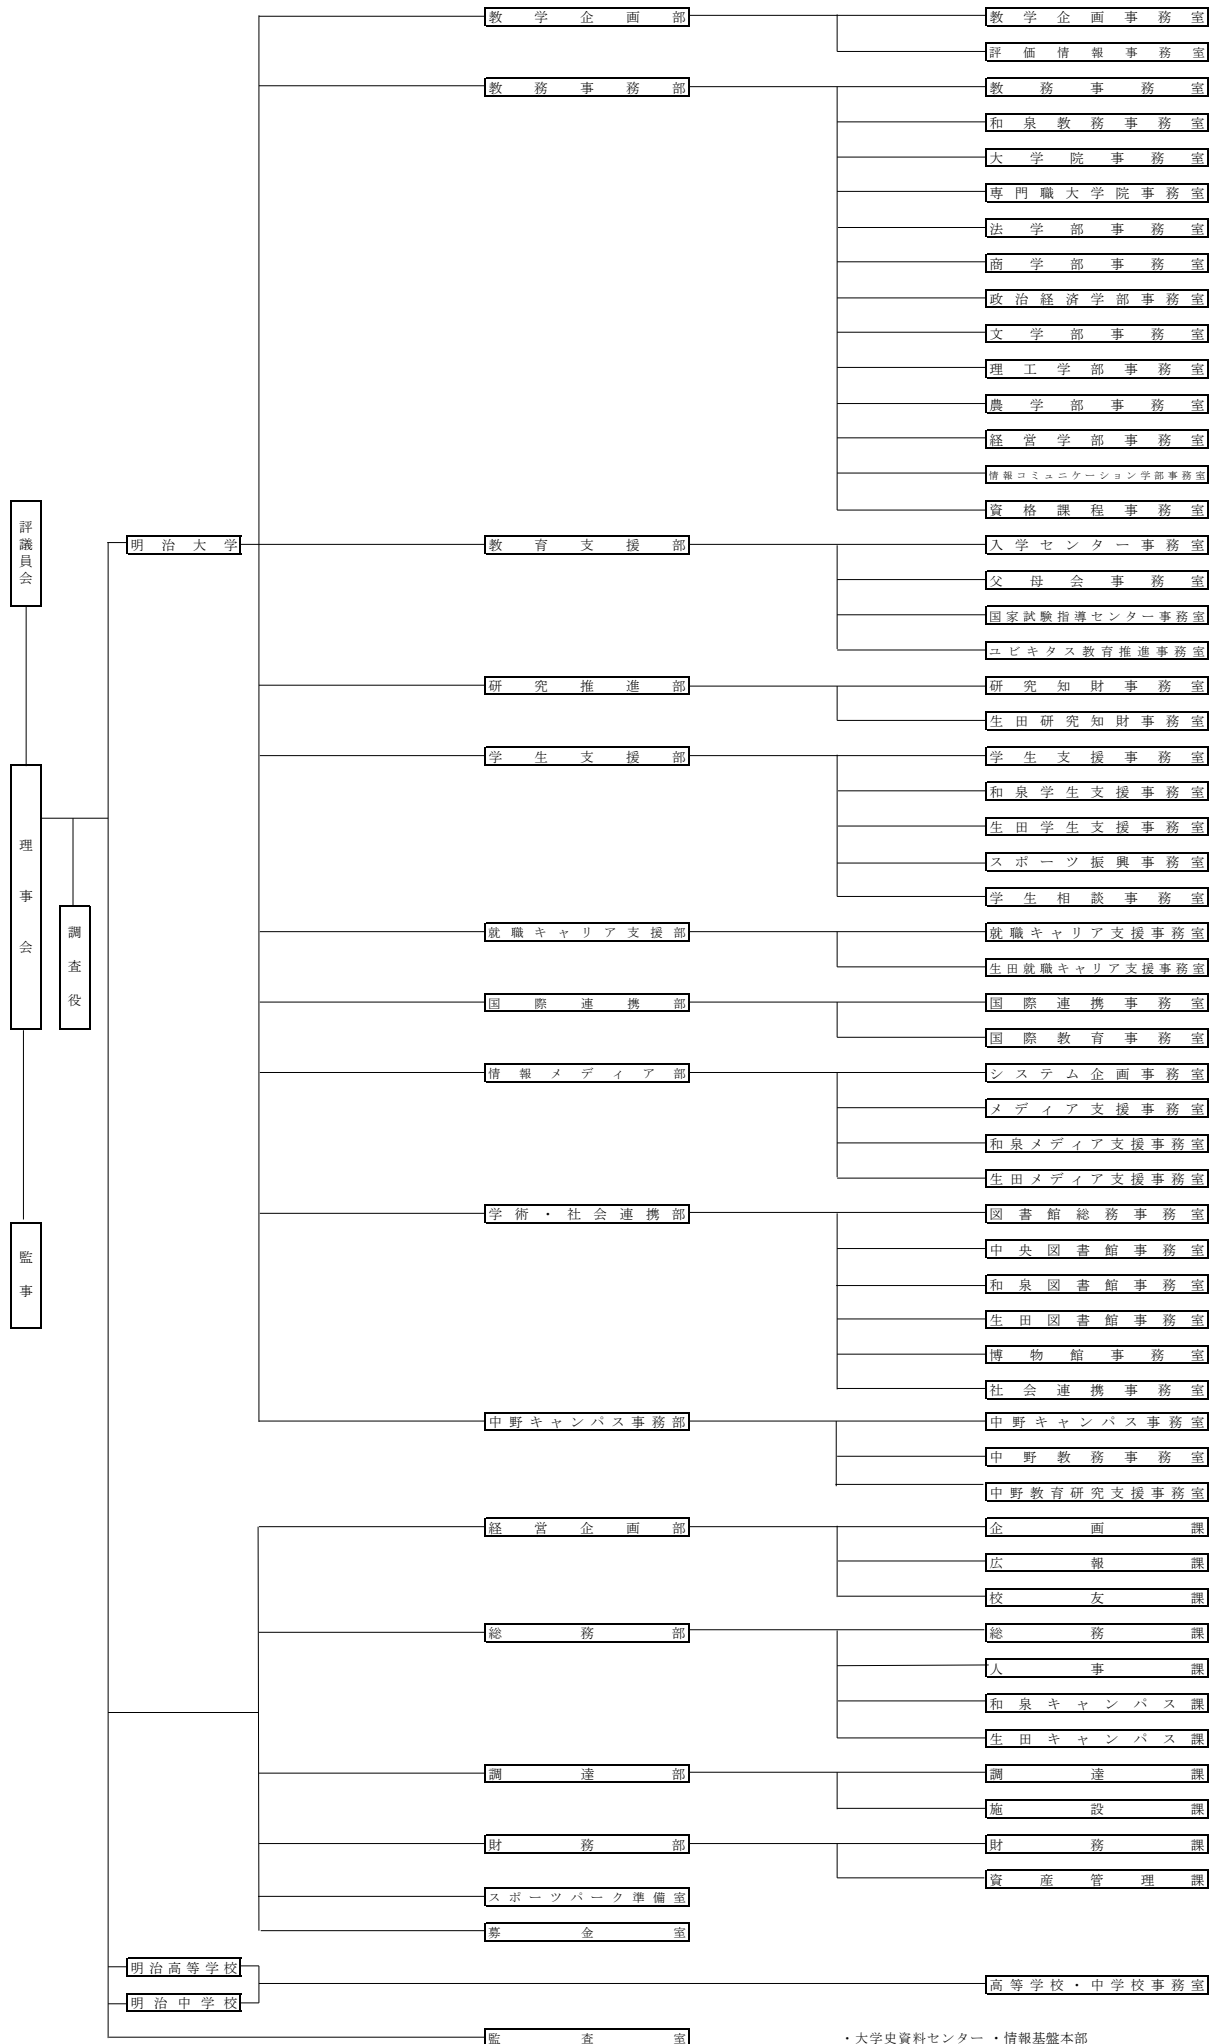 教学企画部
教学企画事務室
評価情報事務室
教務事務部
教務事務室
和泉教務事務室
大学院事務室
専門職大学院事務室
法学部事務室
商学部事務室
政治経済学部事務室
文学部事務室
理工学部事務室
農学部事務室
経営学部事務室
情報コミュニケーション学部事務室
資格課程事務室
評議員会
明治大学
教育支援部
入学センター事務室
父母会事務室
国家試験指導センター事務室
ユビキタス教育推進事務室
研究推進部
研究知財事務室
生田研究知財事務室
学生支援部
学生支援事務室
和泉学生支援事務室
生田学生支援事務室
スポーツ振興事務室
学生相談事務室
理事会
調査役
就職キャリア支援部
就職キャリア支援事務室
生田就職キャリア支援事務室
国際連携部
国際連携事務室
国際教育事務室
情報メディア部
システム企画事務室
メディア支援事務室
和泉メディア支援事務室
生田メディア支援事務室
学術・社会連携部
図書館総務事務室
中央図書館事務室
和泉図書館事務室
生田図書館事務室
博物館事務室
社会連携事務室
監事
中野キャンパス事務部
中野キャンパス事務室
中野教務事務室
中野教育研究支援事務室
経営企画部
企画課
広報課
校友課
総務部
総務課
人事課
和泉キャンパス課
生田キャンパス課
調達部
調達課
施設課
財務部
財務課
資産管理課
スポーツパーク準備室
募金室
明治高等学校
明治中学校
高等学校・中学校事務室
監査室
・大学史資料センター ・情報基盤本部